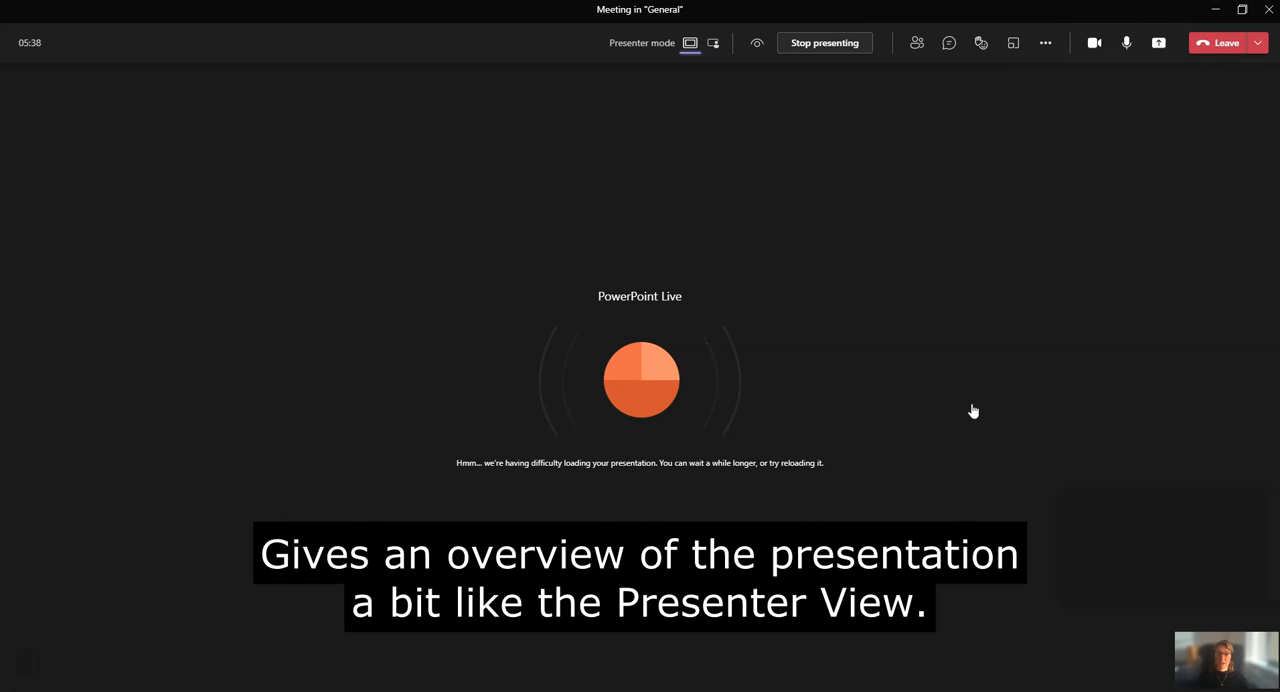 Meeting in "General"
05:38
Presenter mode
Stop presenting
Leave
PowerPoint Live
Hmm... we're having difficulty loading your presentation. You can wait a while longer, or try reloading it.
Gives an overview of the presentation
a bit like the Presenter View.